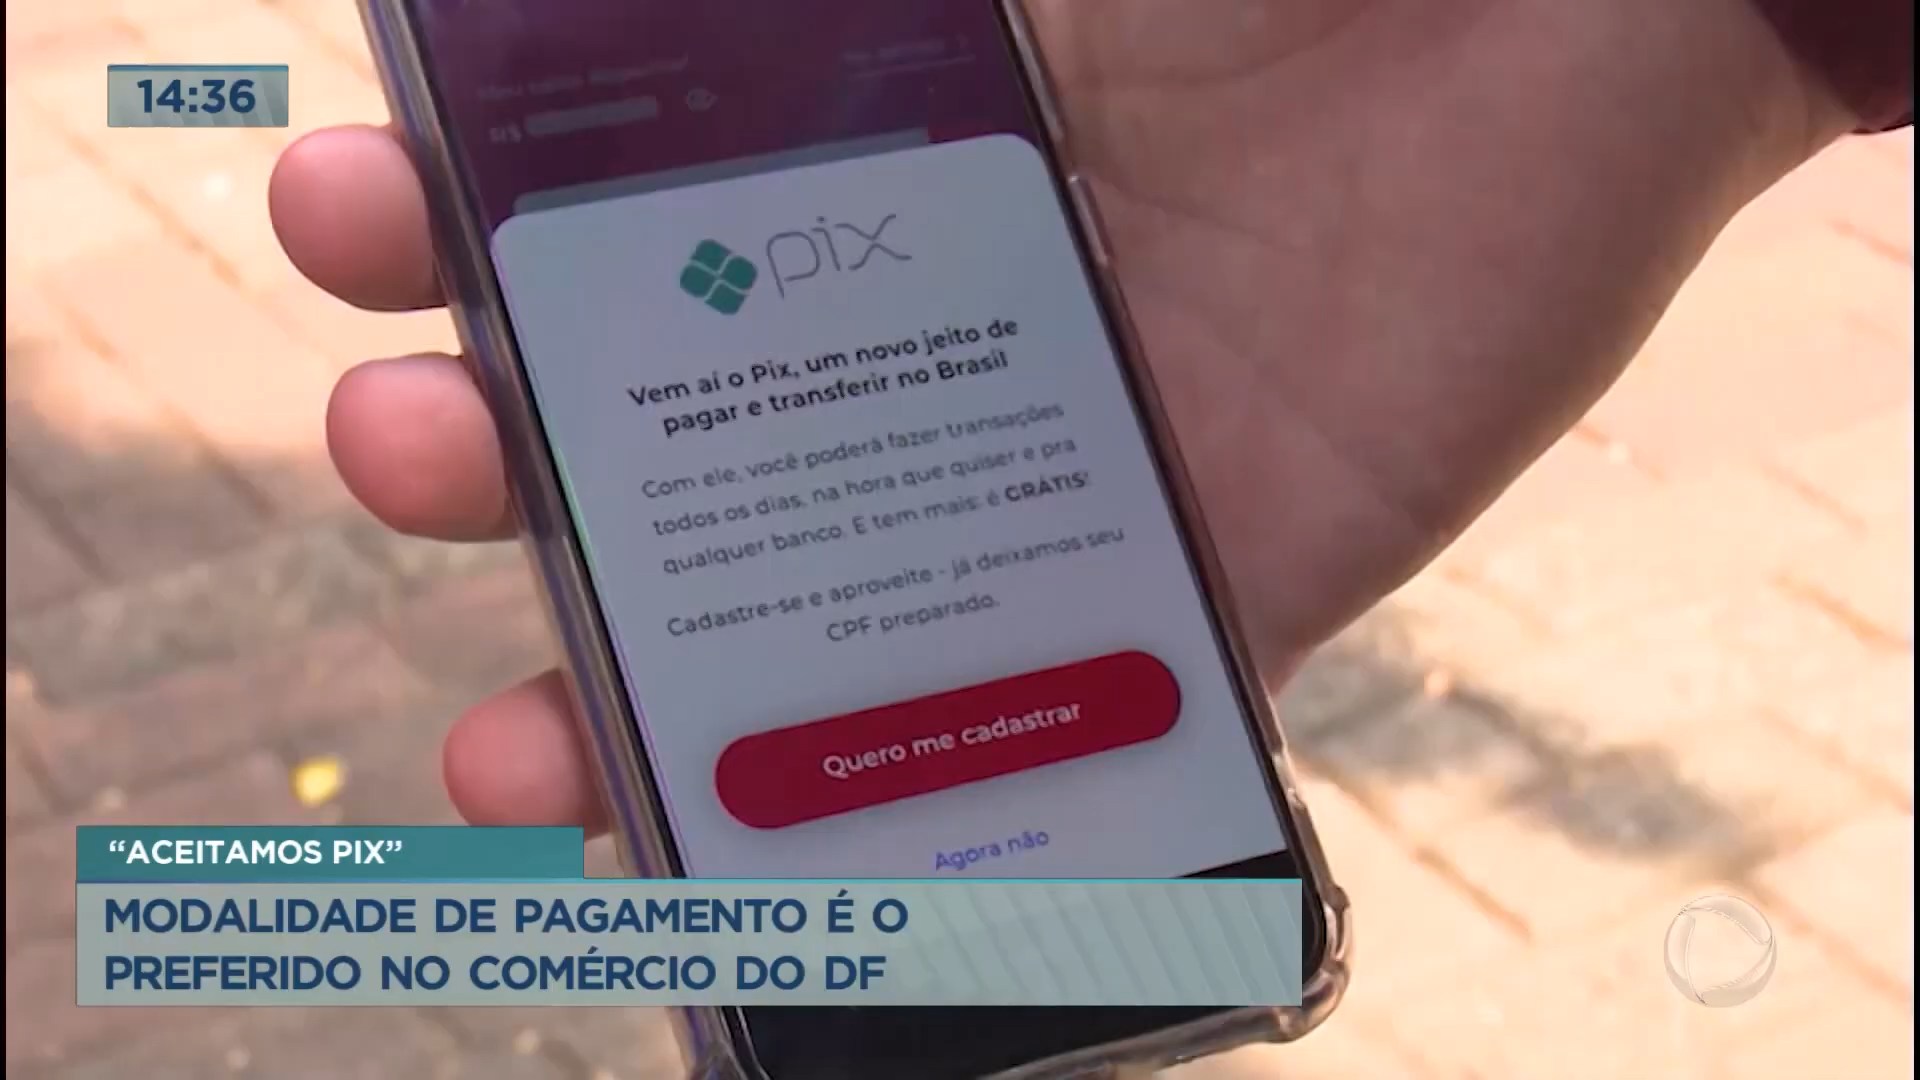 14:36
R$
pix
Vem aí o Pix, um novo jeito de
pagar e transferir no Brasil
Com ele, você poderá fazer transações
todos os dias, na hora que quiser e pra
qualquer banco. E tem mais: é GRÁTIS!
Cadastre-se e aproveite - já deixamos seu
CPF preparado.
Quero me cadastrar
Agora não
“ACEITAMOS PIX”
MODALIDADE DE PAGAMENTO É O
PREFERIDO NO COMÉRCIO DO DF